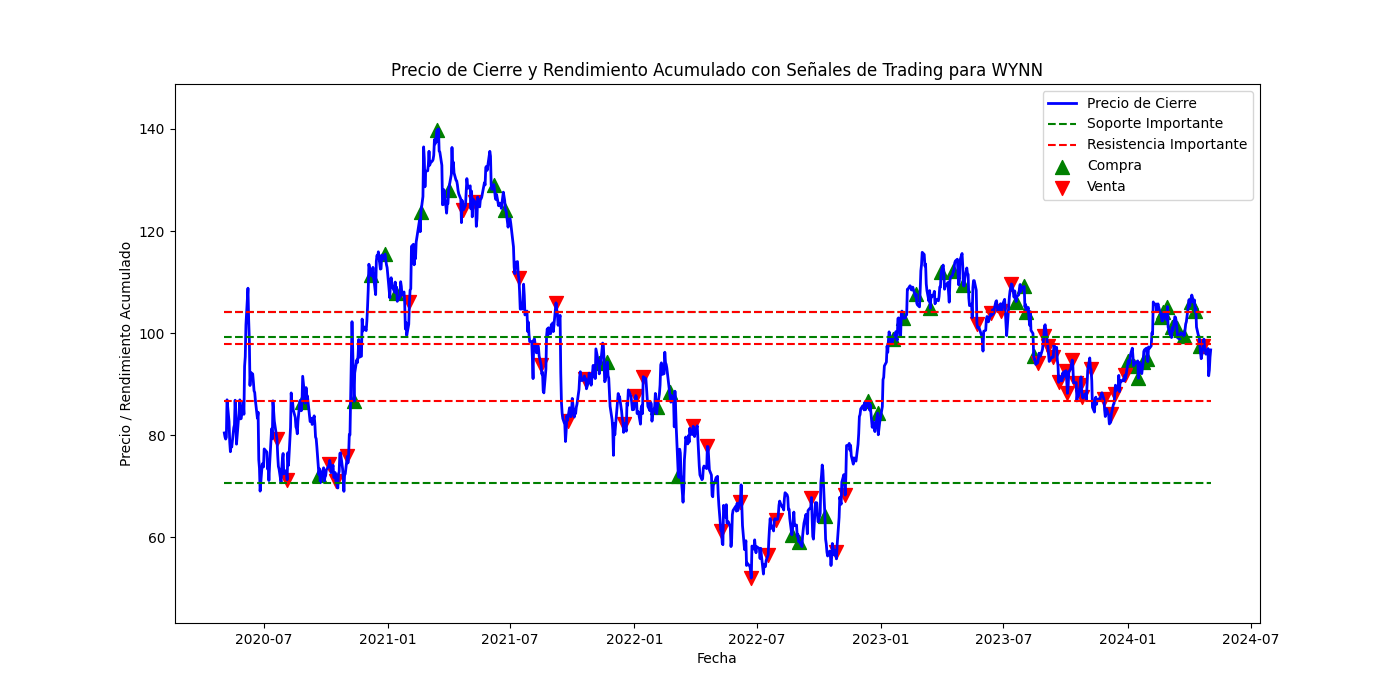 Precio de Cierre y Rendimiento Acumulado con Señales de Trading para WYNN
Precio de Cierre
Soporte Importante
Resistencia Importante
Compra
Venta
Precio / Rendimiento Acumulado
140
120
100
80
60
2020-07
2021-01
2021-07
2022-01
2022-07
2023-01
2023-07
2024-01
2024-07
Fecha